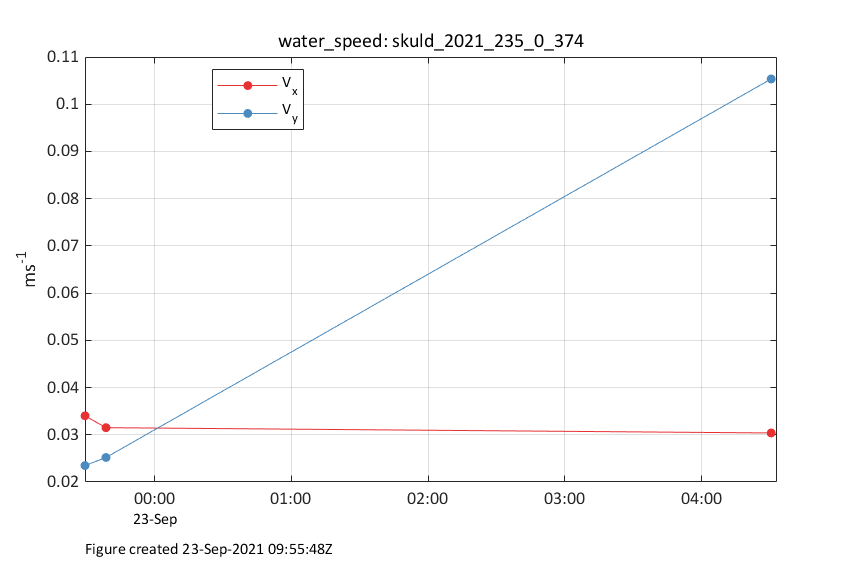 water_speed: skuld_2021_235_0_374
0.11
0.1
0.09
0.08
0.07
0.06
0.05
0.04
0.03
0.02
ms-1
Vx
Vy
00:00 01:00 02:00 03:00 04:00
23-Sep
Figure created 23-Sep-2021 09:55:48Z